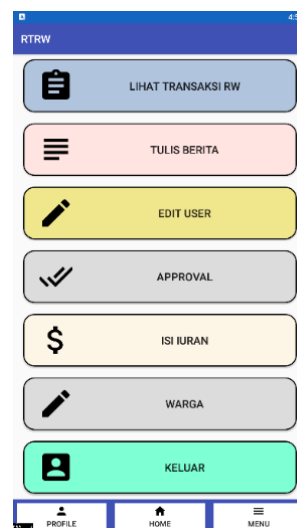 RTRW
LIHAT TRANSAKSI RW
TULIS BERITA
EDIT USER
APPROVAL
ISI IURAN
WARGA
KELUAR
PROFILE
HOME
MENU